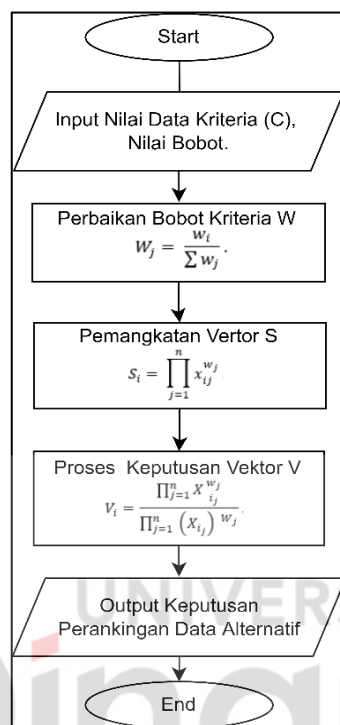 Start
Input Nilai Data Kriteria (C),
Nilai Bobot.
Perbaikan Bobot Kriteria W
W_j = w_i / ∑ w_j .
Pemangkatan Vertor S
S_i = ∏_{j=1}^{n} x_{ij}^{w_j}
Proses Keputusan Vektor V
V_i = ∏_{j=1}^{n} X_{ij}^{w_j} / ∏_{j=1}^{n} (X_{ij})^{w_j} .
UNIVER
Output Keputusan
Perankingan Data Alternatif
End